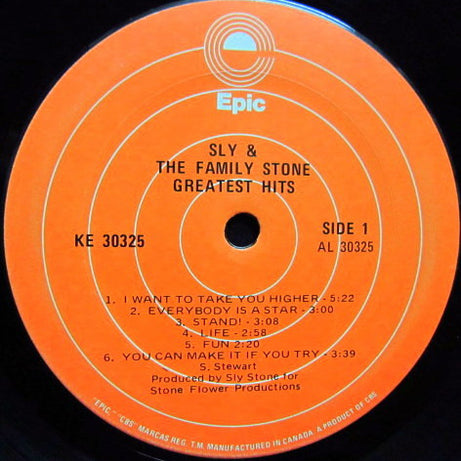 Epic
SLY &
THE FAMILY STONE
GREATEST HITS
KE 30325
SIDE 1
AL 30325
1. I WANT TO TAKE YOU HIGHER - 5:22
2. EVERYBODY IS A STAR - 3:00
3. STAND! - 3:08
4. LIFE - 2:58
5. FUN 2:20
6. YOU CAN MAKE IT IF YOU TRY - 3:39
S. Stewart
Produced by Sly Stone for
Stone Flower Productions
"EPIC," "CBS" MARCAS REG. T.M. MANUFACTURED IN CANADA. A PRODUCT OF CBS